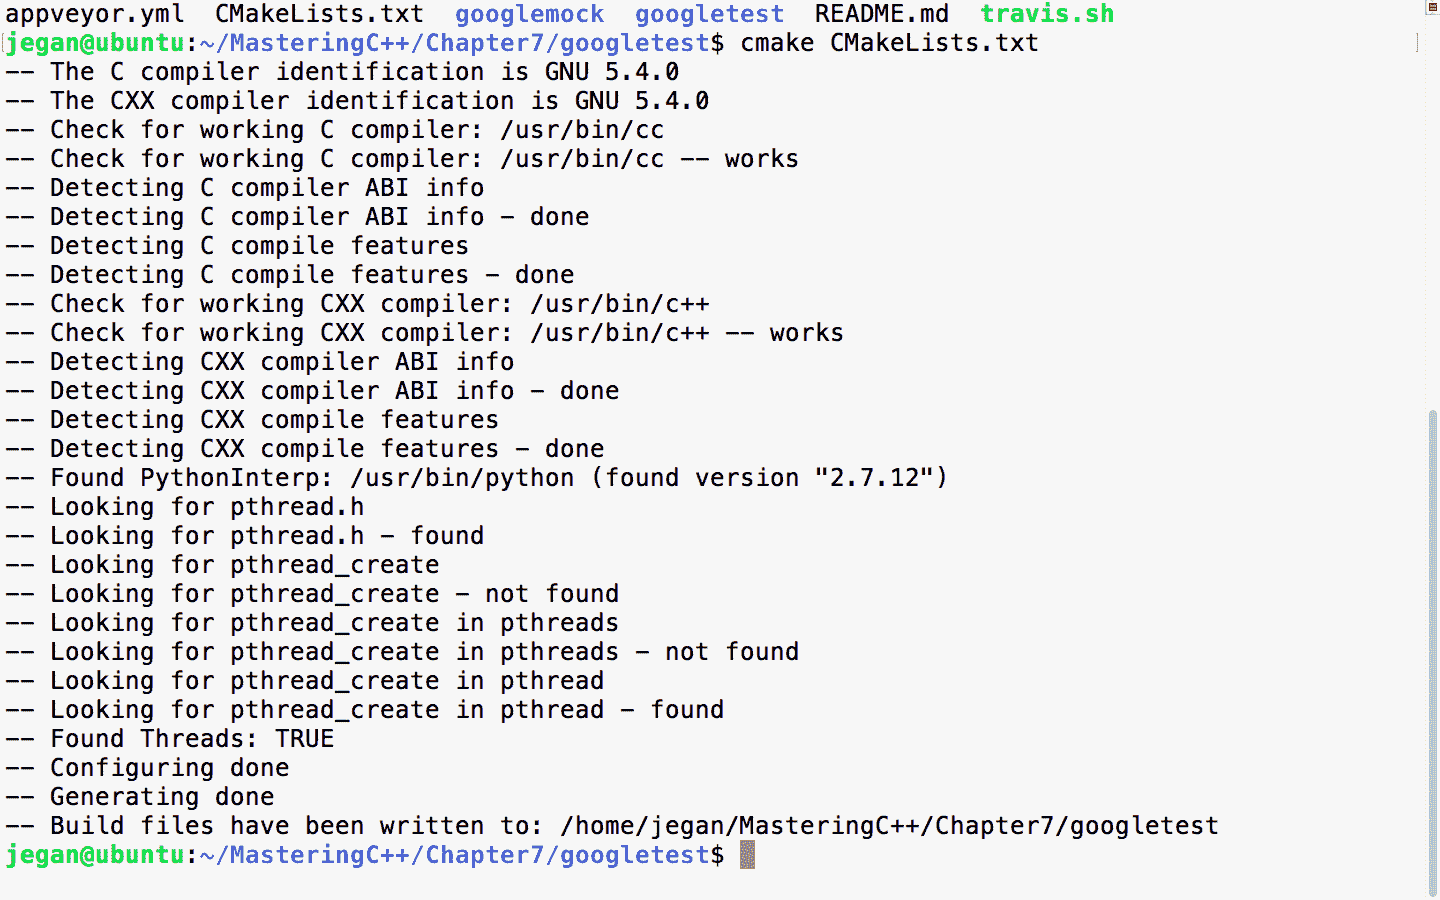 appveyor.yml  CMakeLists.txt  googlemock  googletest  README.md  travis.sh
jegan@ubuntu:~/MasteringC++/Chapter7/googletest$ cmake CMakeLists.txt
-- The C compiler identification is GNU 5.4.0
-- The CXX compiler identification is GNU 5.4.0
-- Check for working C compiler: /usr/bin/cc
-- Check for working C compiler: /usr/bin/cc -- works
-- Detecting C compiler ABI info
-- Detecting C compiler ABI info - done
-- Detecting C compile features
-- Detecting C compile features - done
-- Check for working CXX compiler: /usr/bin/c++
-- Check for working CXX compiler: /usr/bin/c++ -- works
-- Detecting CXX compiler ABI info
-- Detecting CXX compiler ABI info - done
-- Detecting CXX compile features
-- Detecting CXX compile features - done
-- Found PythonInterp: /usr/bin/python (found version "2.7.12")
-- Looking for pthread.h
-- Looking for pthread.h - found
-- Looking for pthread_create
-- Looking for pthread_create - not found
-- Looking for pthread_create in pthreads
-- Looking for pthread_create in pthreads - not found
-- Looking for pthread_create in pthread
-- Looking for pthread_create in pthread - found
-- Found Threads: TRUE
-- Configuring done
-- Generating done
-- Build files have been written to: /home/jegan/MasteringC++/Chapter7/googletest
jegan@ubuntu:~/MasteringC++/Chapter7/googletest$